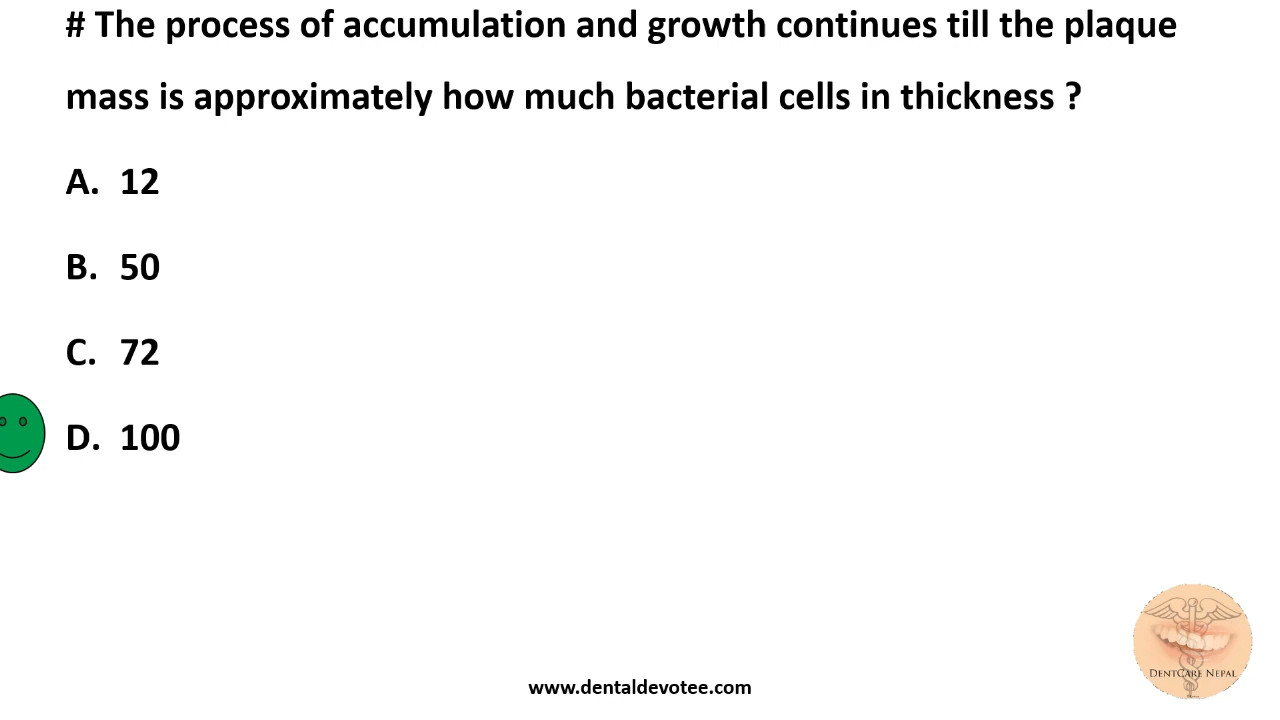 # The process of accumulation and growth continues till the plaque
mass is approximately how much bacterial cells in thickness ?
A. 12
B. 50
C. 72
D. 100
DENTCARE NEPAL
www.dentaldevotee.com